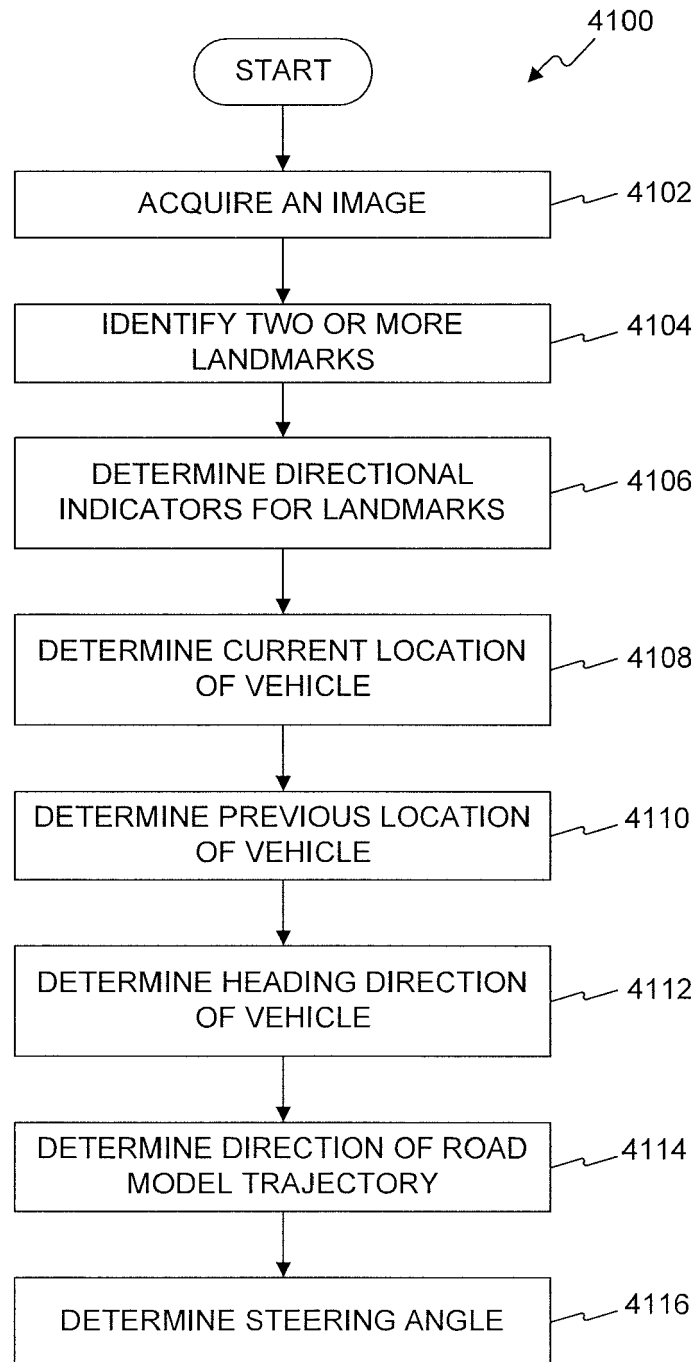 4100
START
ACQUIRE AN IMAGE
4102
IDENTIFY TWO OR MORE
LANDMARKS
4104
DETERMINE DIRECTIONAL
INDICATORS FOR LANDMARKS
4106
DETERMINE CURRENT LOCATION
OF VEHICLE
4108
DETERMINE PREVIOUS LOCATION
OF VEHICLE
4110
DETERMINE HEADING DIRECTION
OF VEHICLE
4112
DETERMINE DIRECTION OF ROAD
MODEL TRAJECTORY
4114
DETERMINE STEERING ANGLE
4116